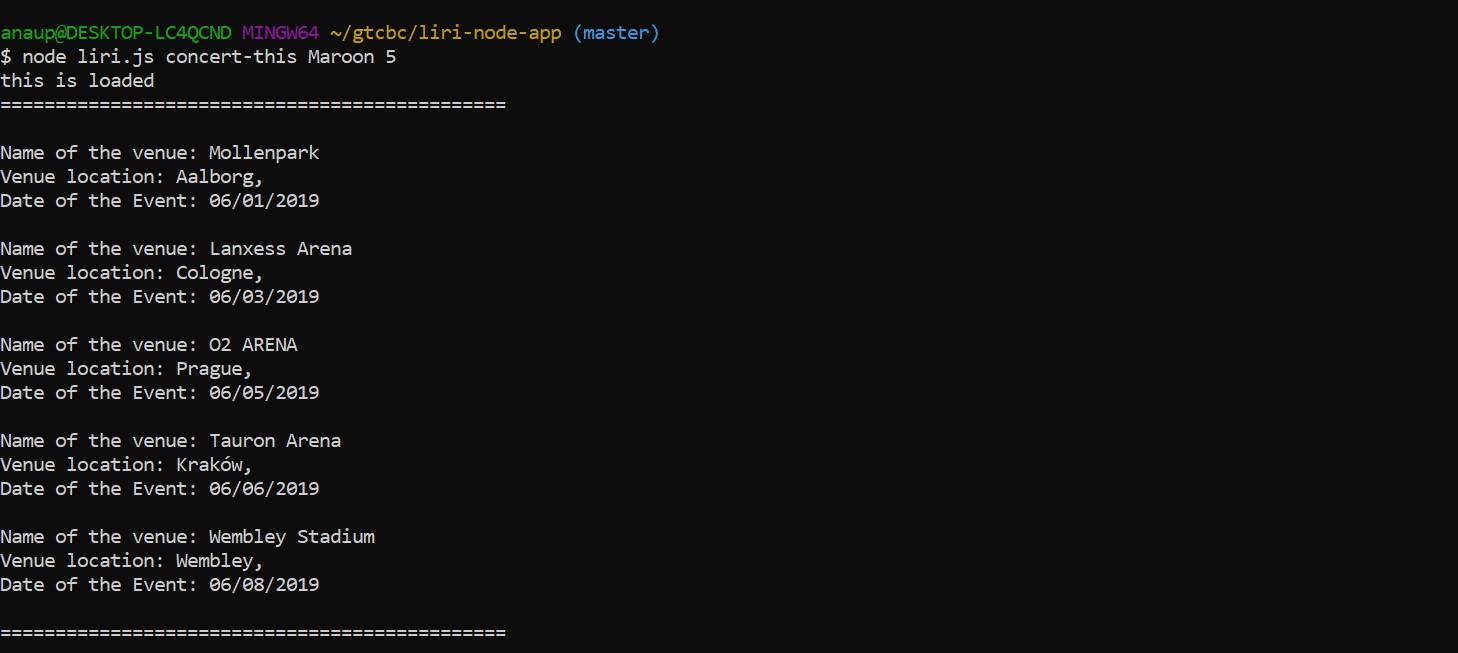 anaup@DESKTOP-LC4QCND MINGW64 ~/gtcbc/liri-node-app (master)
$ node liri.js concert-this Maroon 5
this is loaded
==============================================
Name of the venue: Mollenpark
Venue location: Aalborg,
Date of the Event: 06/01/2019
Name of the venue: Lanxess Arena
Venue location: Cologne,
Date of the Event: 06/03/2019
Name of the venue: O2 ARENA
Venue location: Prague,
Date of the Event: 06/05/2019
Name of the venue: Tauron Arena
Venue location: Kraków,
Date of the Event: 06/06/2019
Name of the venue: Wembley Stadium
Venue location: Wembley,
Date of the Event: 06/08/2019
==============================================